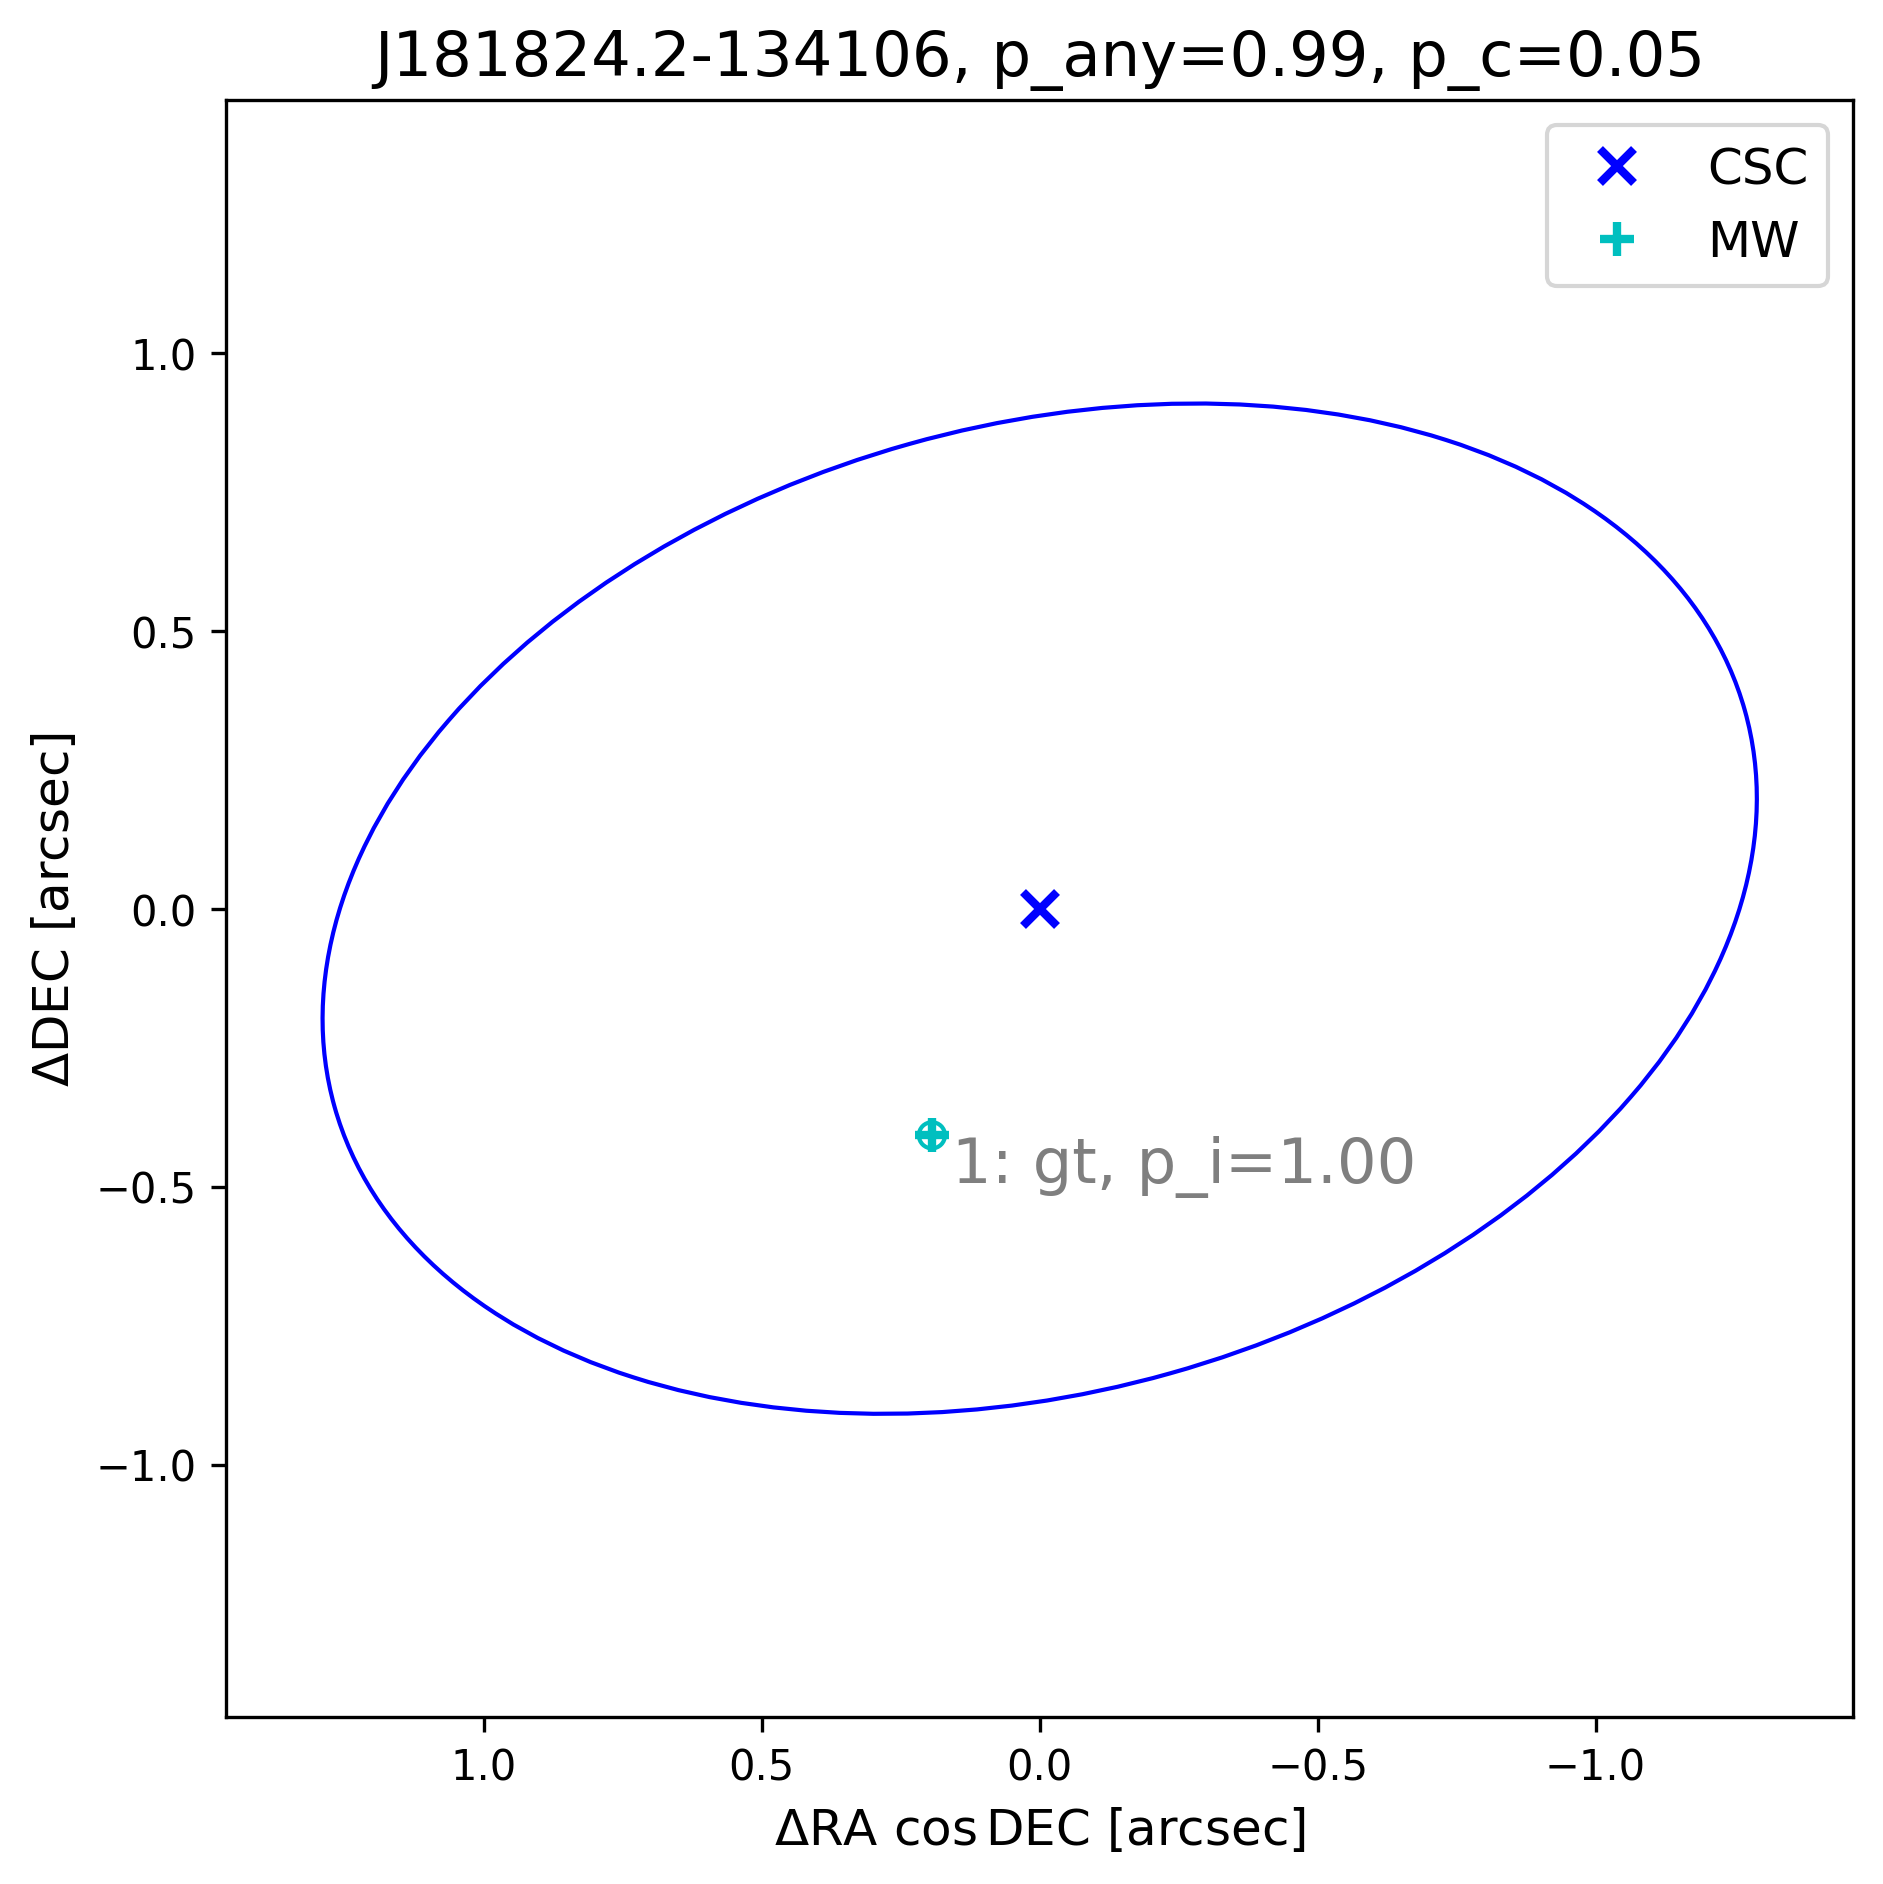 J181824.2-134106, p_any=0.99, p_c=0.05
CSC
MW
1.0
0.5
0.0
−0.5
−1.0
ΔDEC [arcsec]
1: gt, p_i=1.00
1.0 0.5 0.0 −0.5 −1.0
ΔRA cos DEC [arcsec]